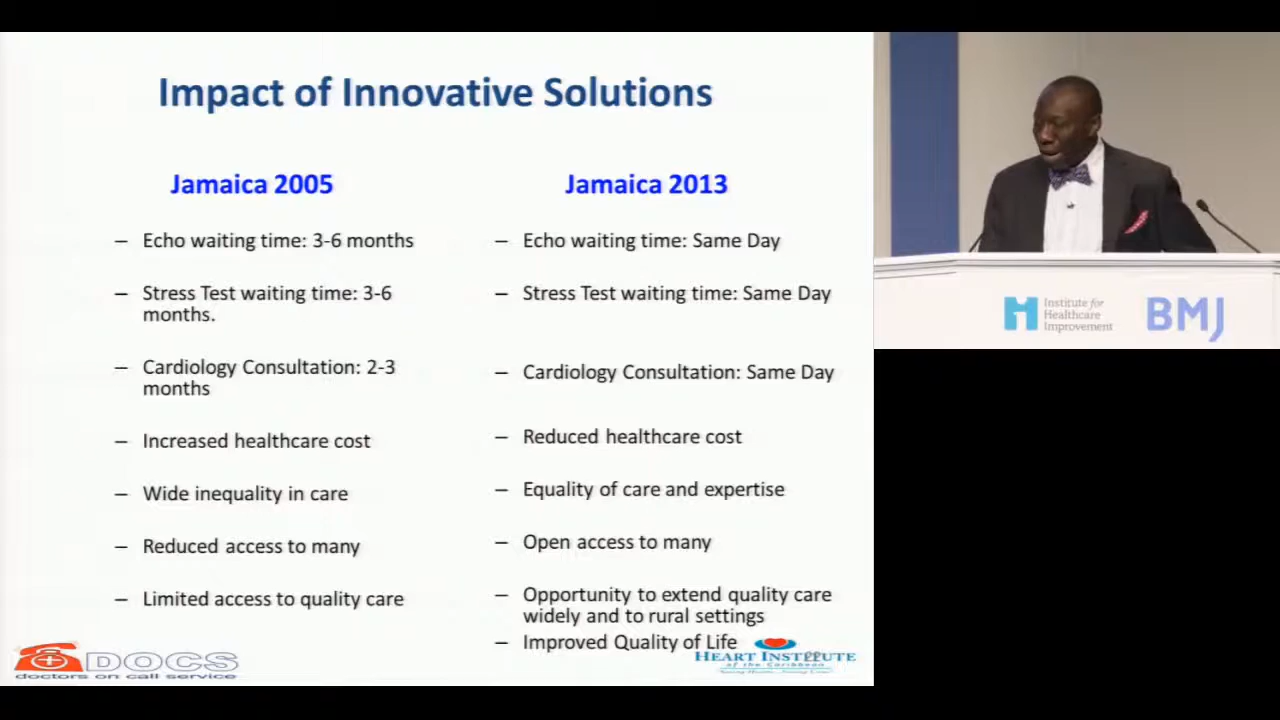 Impact of Innovative Solutions
Jamaica 2005
– Echo waiting time: 3-6 months
– Stress Test waiting time: 3-6
months.
– Cardiology Consultation: 2-3
months
– Increased healthcare cost
– Wide inequality in care
– Reduced access to many
– Limited access to quality care
Jamaica 2013
– Echo waiting time: Same Day
– Stress Test waiting time: Same Day
– Cardiology Consultation: Same Day
– Reduced healthcare cost
– Equality of care and expertise
– Open access to many
– Opportunity to extend quality care
widely and to rural settings
– Improved Quality of Life
DOCS
doctors on call service
HEART INSTITUTE
of the Caribbean
Institute for
Healthcare
Improvement
BMJ